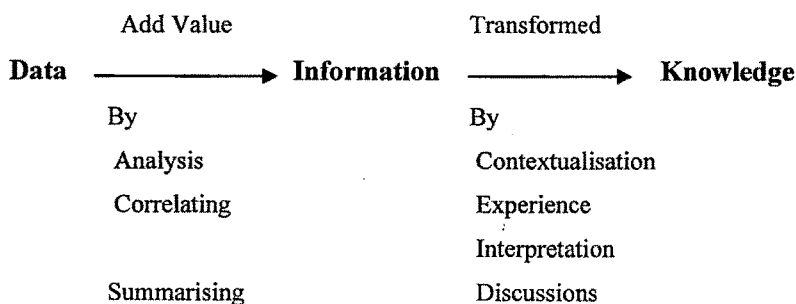 Add Value Transformed
Data Information Knowledge
By By
Analysis Contextualisation
Correlating Experience
Interpretation
Summarising Discussions